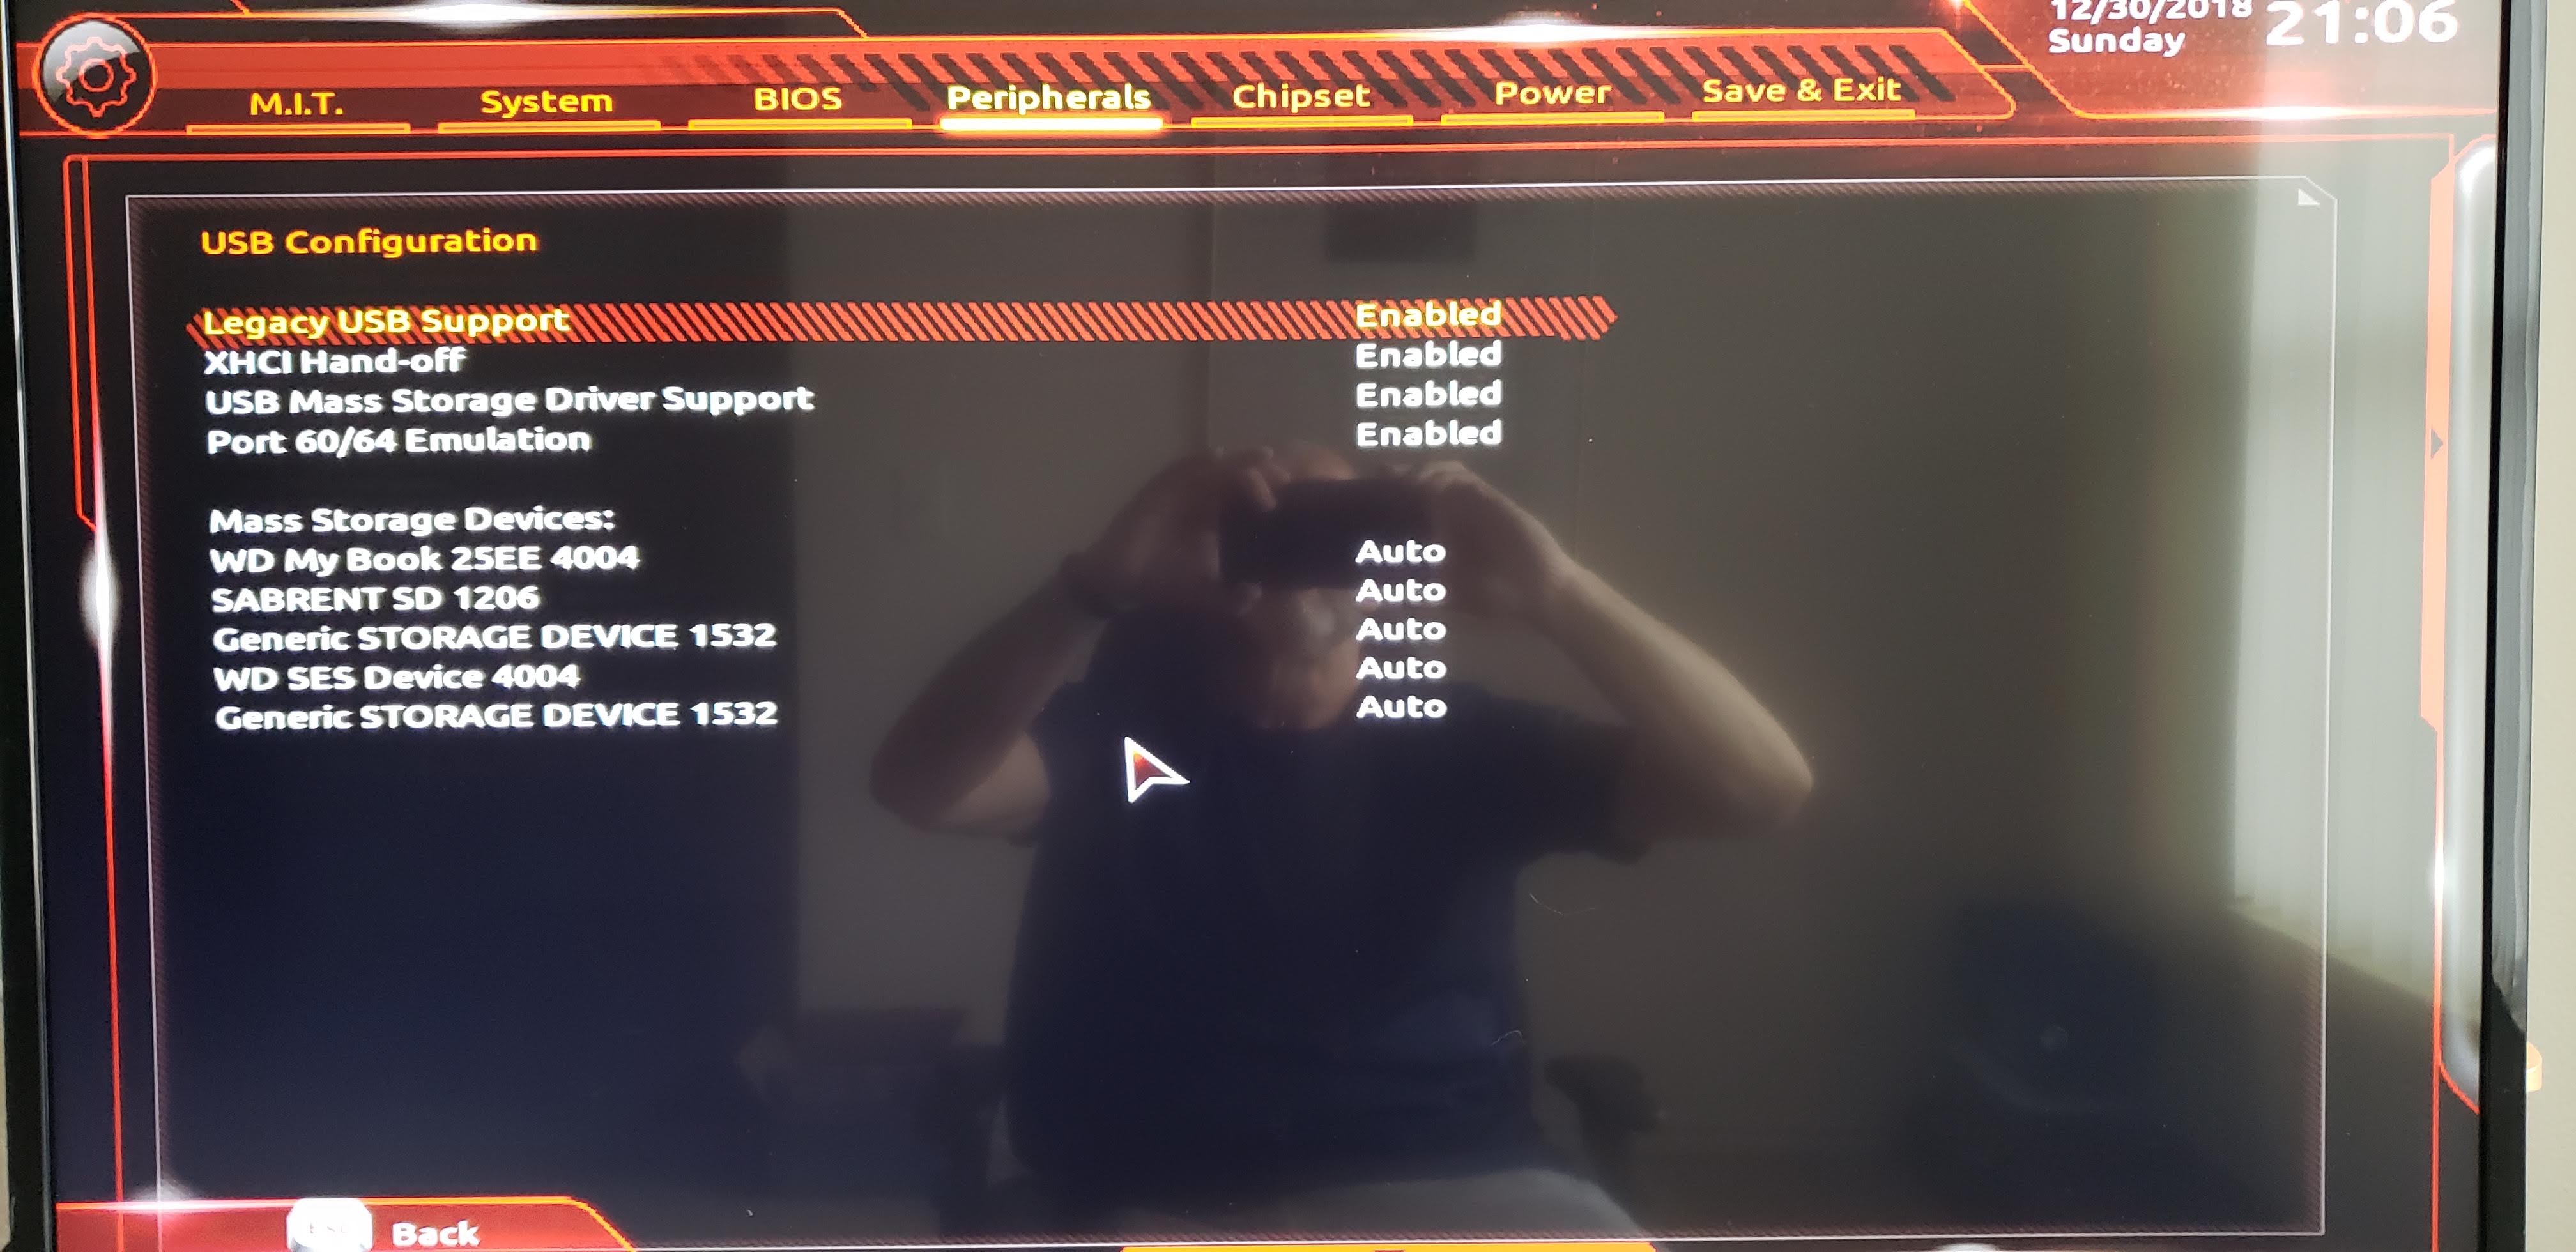 12/30/2018
Sunday
21:06
M.I.T. System BIOS Peripherals Chipset Power Save & Exit
USB Configuration
Legacy USB Support Enabled
XHCI Hand-off Enabled
USB Mass Storage Driver Support Enabled
Port 60/64 Emulation Enabled
Mass Storage Devices:
WD My Book 25EE 4004 Auto
SABRENT SD 1206 Auto
Generic STORAGE DEVICE 1532 Auto
WD SES Device 4004 Auto
Generic STORAGE DEVICE 1532 Auto
Back